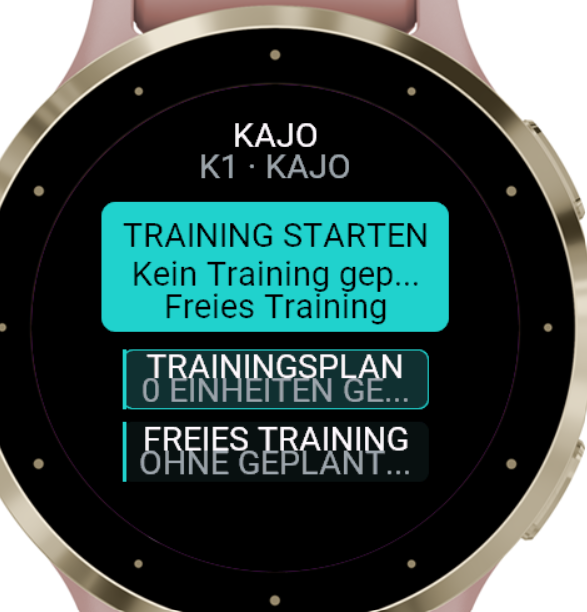 KAJO
K1 · KAJO
TRAINING STARTEN
Kein Training gep...
Freies Training
TRAININGSPLAN
0 EINHEITEN GE...
FREIES TRAINING
OHNE GEPLANT...